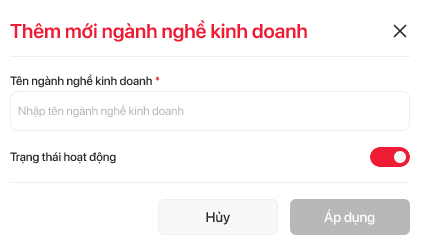 Thêm mới ngành nghề kinh doanh
Tên ngành nghề kinh doanh *
Nhập tên ngành nghề kinh doanh
Trạng thái hoạt động
Hủy
Áp dụng